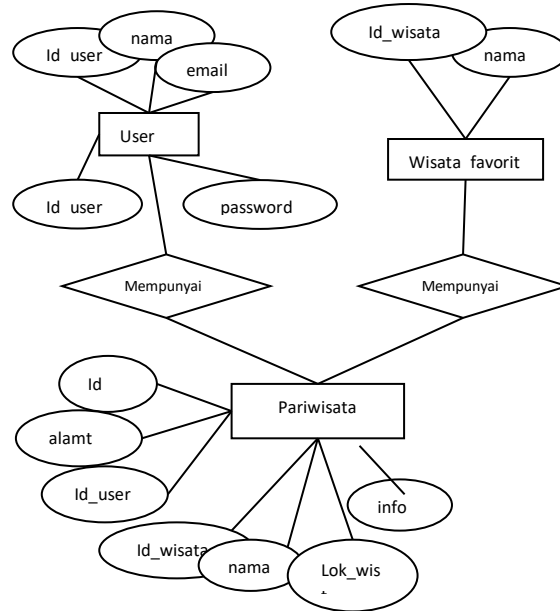 nama
Id_wisata
Id_user
nama
email
User
Wisata favorit
Id_user
password
Mempunyai
Mempunyai
Id
Pariwisata
alamt
Id_user
info
Id_wisata
nama
Lok_wis